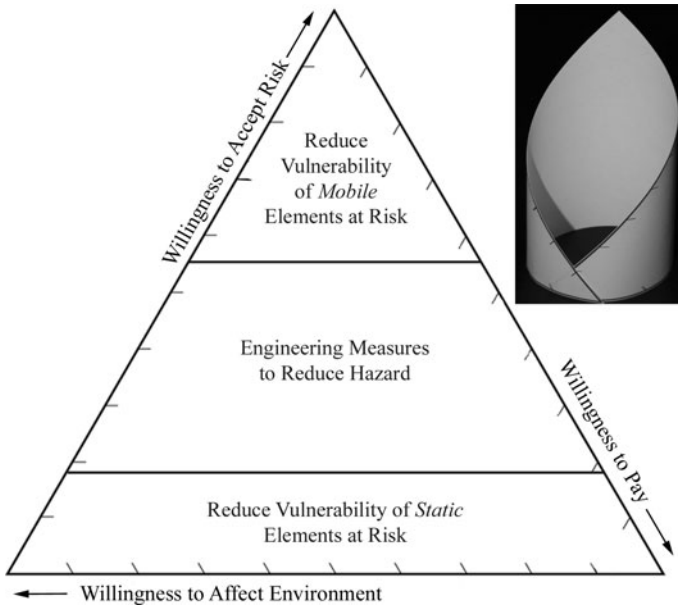 Willingness to Accept Risk
Reduce
Vulnerability
of Mobile
Elements at Risk
Engineering Measures
to Reduce Hazard
Willingness to Pay
Reduce Vulnerability of Static
Elements at Risk
Willingness to Affect Environment